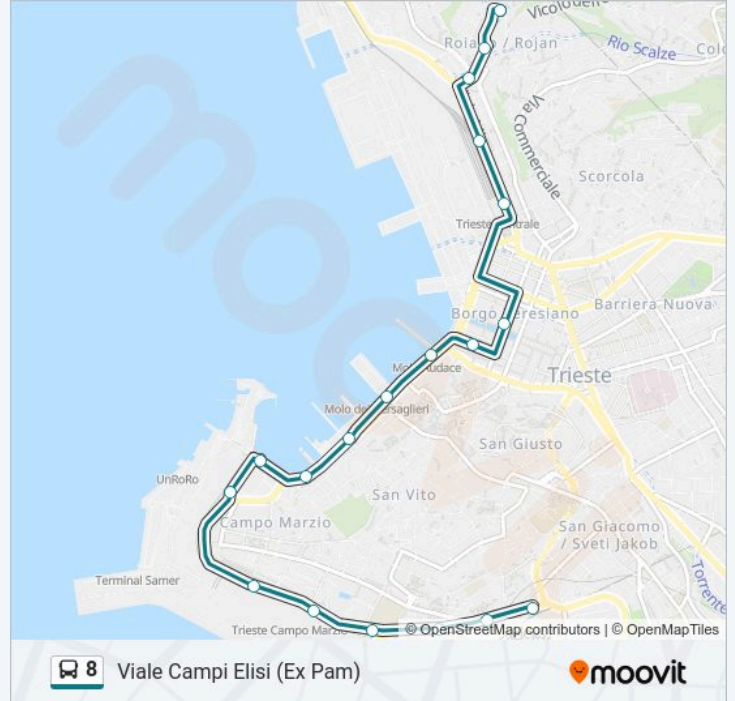 Vicolo
Roiano / Rojan
Rio Scalze
Via Commerciale
Scorcola
Trieste Centrale
Borgo Teresiano
Barriera Nuova
Molo Audace
Trieste
Molo dei Bersaglieri
San Giusto
UnRoRo
San Vito
Campo Marzio
San Giacomo
/ Sveti Jakob
Terminal Samer
Torrente
Trieste Campo Marzio
© OpenStreetMap contributors | © OpenMapTiles
8 Viale Campi Elisi (Ex Pam)
moovit